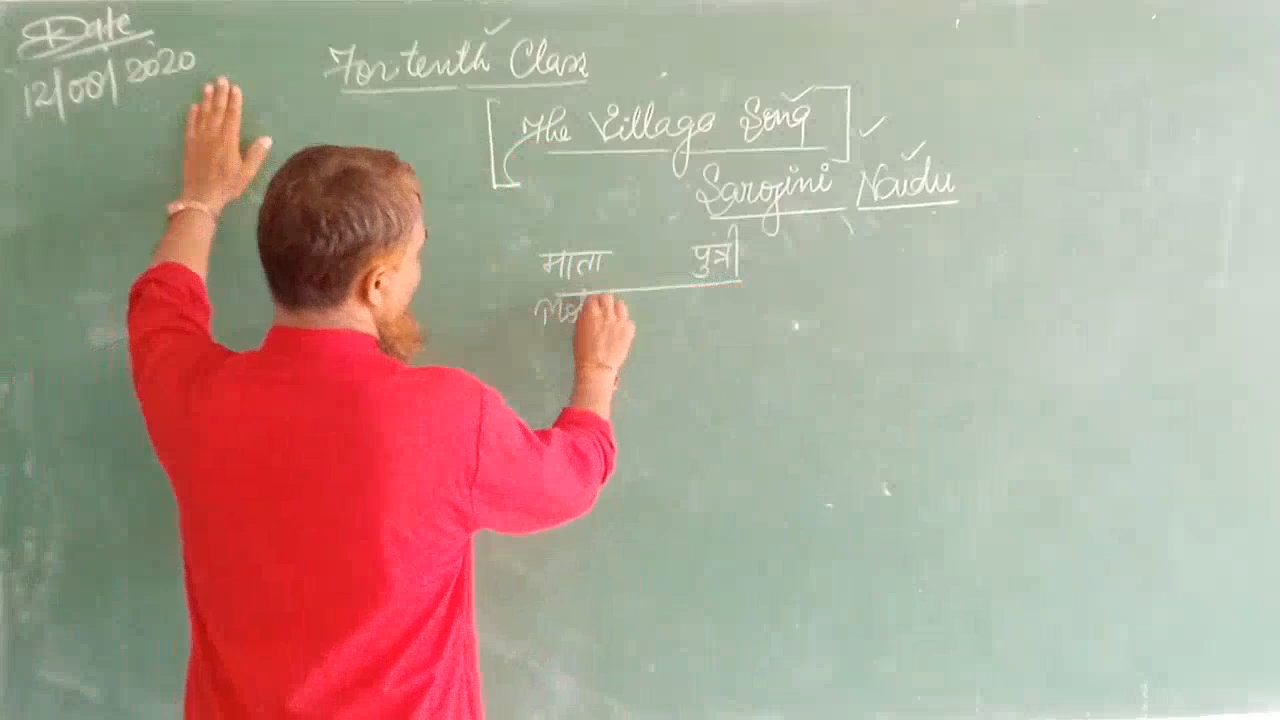 Date
12/08/2020
For tenth Class
[The Village Song]
Sarojini Naidu
माता पुत्री